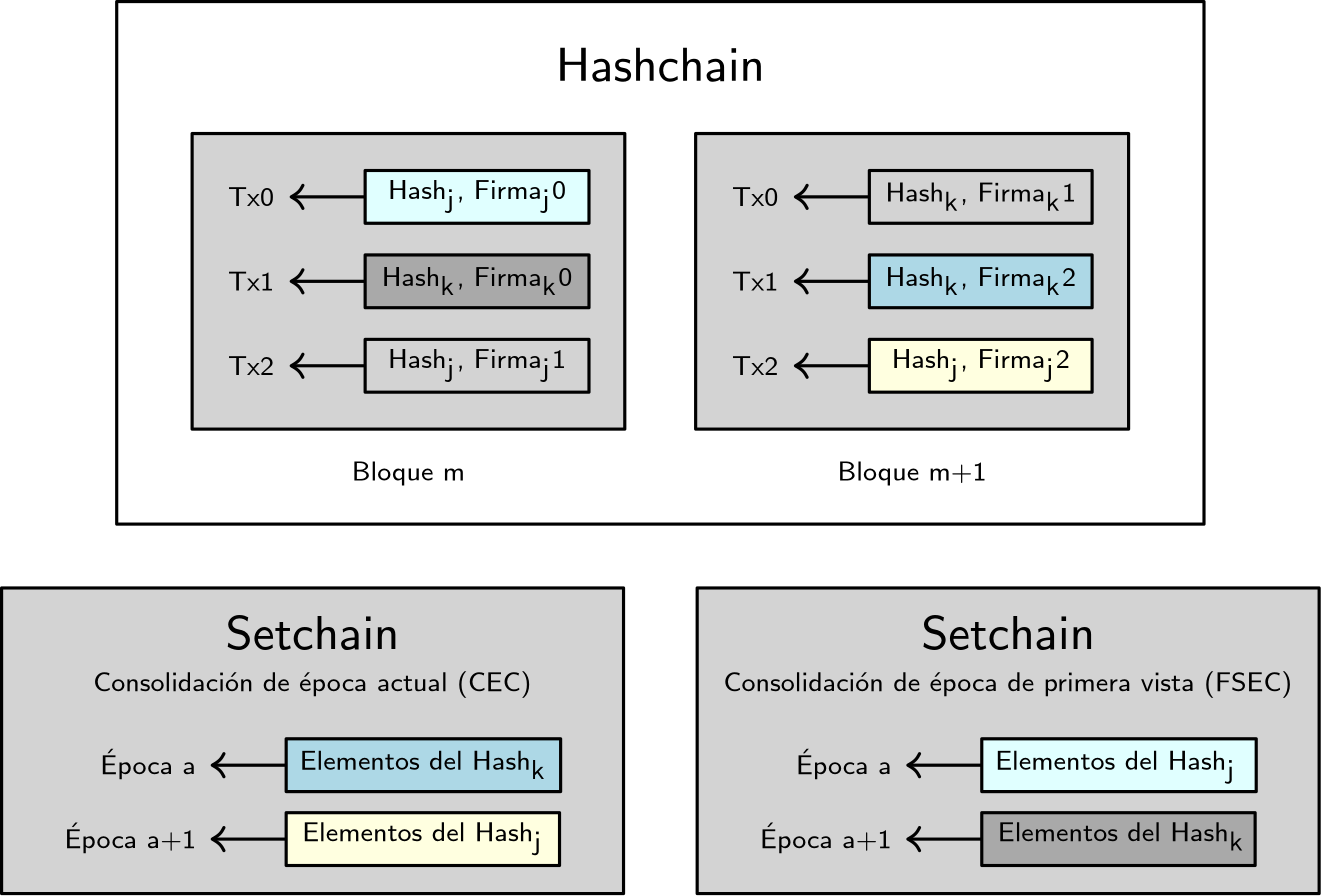 Hashchain
Tx0 Hash_j, Firma_j0
Tx1 Hash_k, Firma_k0
Tx2 Hash_j, Firma_j1
Bloque m
Tx0 Hash_k, Firma_k1
Tx1 Hash_k, Firma_k2
Tx2 Hash_j, Firma_j2
Bloque m+1
Setchain
Consolidación de época actual (CEC)
Época a Elementos del Hash_k
Época a+1 Elementos del Hash_j
Setchain
Consolidación de época de primera vista (FSEC)
Época a Elementos del Hash_j
Época a+1 Elementos del Hash_k